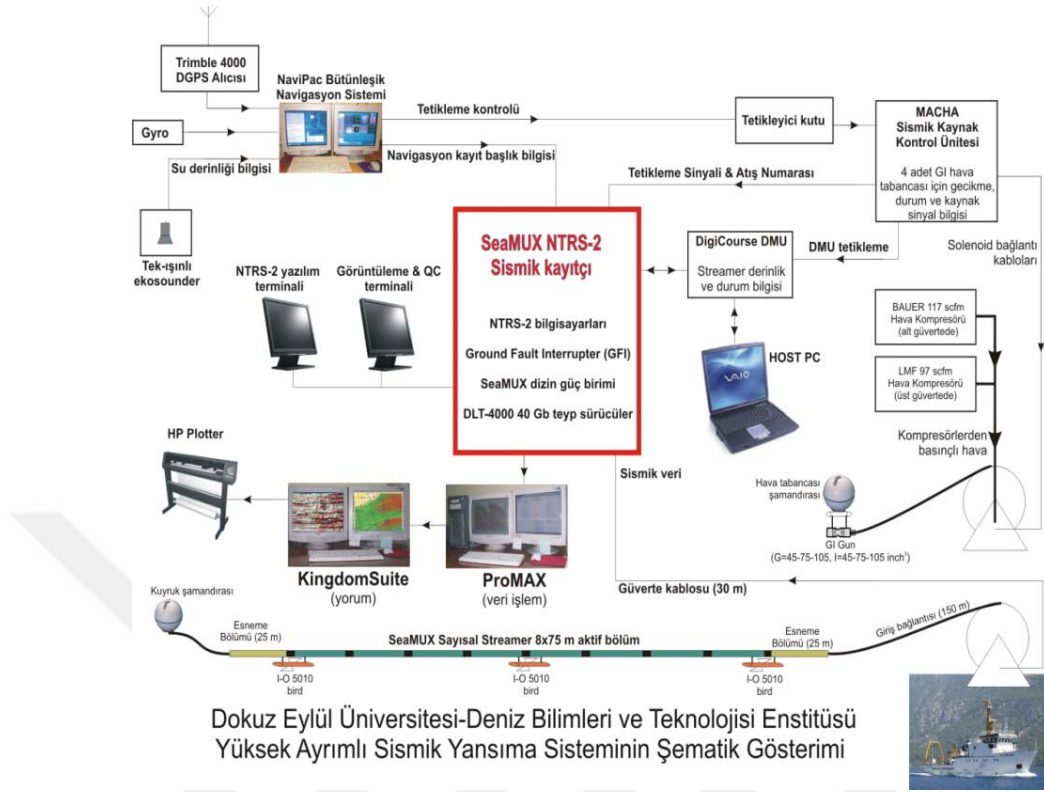 Trimble 4000
DGPS Alıcısı
NaviPac Bütünleşik
Navigasyon Sistemi
Gyro
Su derinliği bilgisi
Tek-ışınlı
ekosounder
Tetikleme kontrolü
Navigasyon kayıt başlık bilgisi
Tetikleyici kutu
MACHA
Sismik Kaynak
Kontrol Ünitesi
4 adet GI hava
tabancası için gecikme,
durum ve kaynak
sinyal bilgisi
Tetikleme Sinyali & Atış Numarası
SeaMUX NTRS-2
Sismik kayıtçı
NTRS-2 bilgisayarları
Ground Fault Interrupter (GFI)
SeaMUX dizin güç birimi
DLT-4000 40 Gb teyp sürücüler
DigiCourse DMU
Streamer derinlik
ve durum bilgisi
DMU tetikleme
Solenoid bağlantı
kabloları
NTRS-2 yazılım
terminali
Görüntüleme & QC
terminali
VAIO
HOST PC
BAUER 117 scfm
Hava Kompresörü
(alt güvertede)
LMF 97 scfm
Hava Kompresörü
(üst güvertede)
Kompresörlerden
basınçlı hava
HP Plotter
Sismik veri
Hava tabancası
şamandırası
GI Gun
(G=45-75-105, I=45-75-105 inch³)
KingdomSuite
(yorum)
ProMAX
(veri işlem)
Güverte kablosu (30 m)
Kuyruk şamandırası
Esneme
Bölümü (25 m)
SeaMUX Sayısal Streamer 8x75 m aktif bölüm
Esneme
Bölümü (25 m)
Giriş bağlantısı (150 m)
I-O 5010
bird
I-O 5010
bird
I-O 5010
bird
Dokuz Eylül Üniversitesi-Deniz Bilimleri ve Teknolojisi Enstitüsü
Yüksek Ayrımlı Sismik Yansıma Sisteminin Şematik Gösterimi